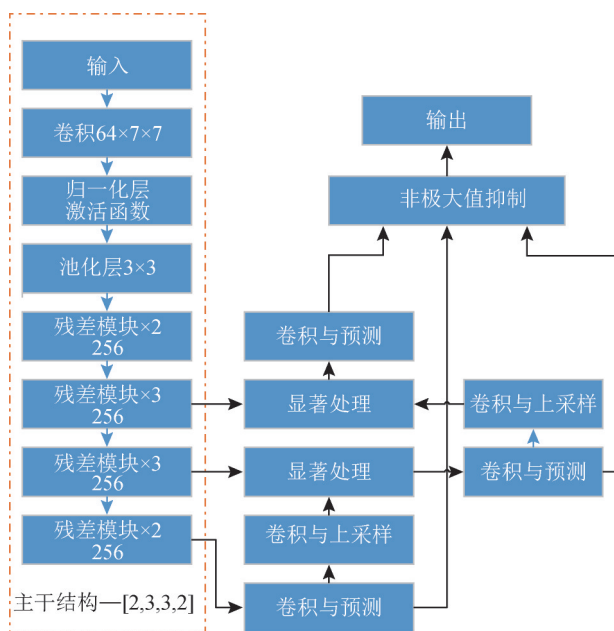 输入
卷积64×7×7
归一化层
激活函数
池化层3×3
残差模块×2
256
残差模块×3
256
残差模块×3
256
残差模块×2
256
主干结构—[2,3,3,2]
输出
非极大值抑制
卷积与预测
显著处理
卷积与上采样
显著处理
卷积与预测
卷积与上采样
卷积与预测